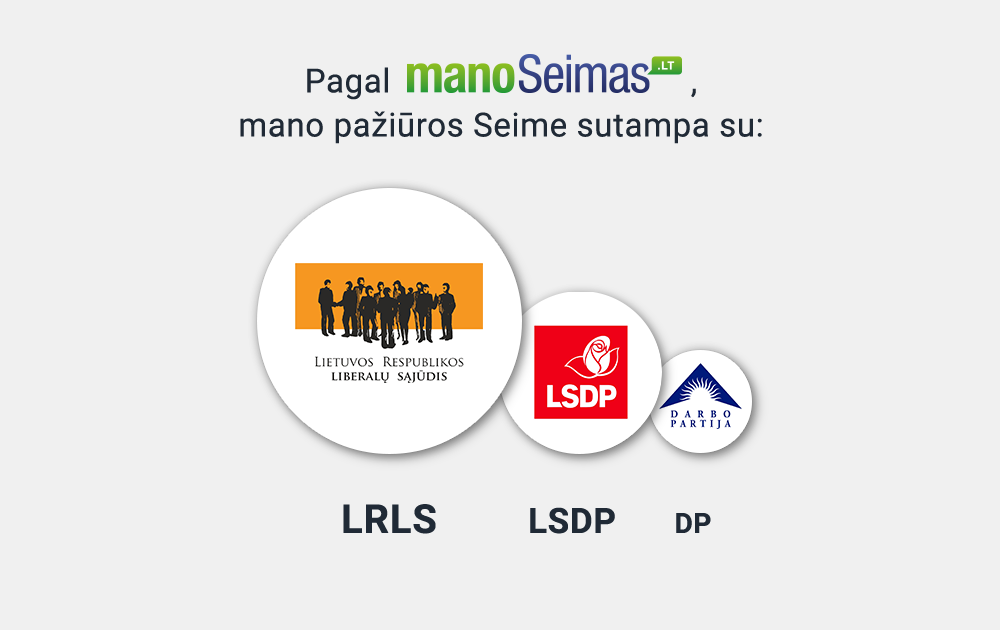 Pagal manoSeimas.LT ,
mano pažiūros Seime sutampa su:
LIETUVOS RESPUBLIKOS
LIBERALŲ SĄJŪDIS
LSDP
DARBO
PARTIJA
LRLS LSDP DP